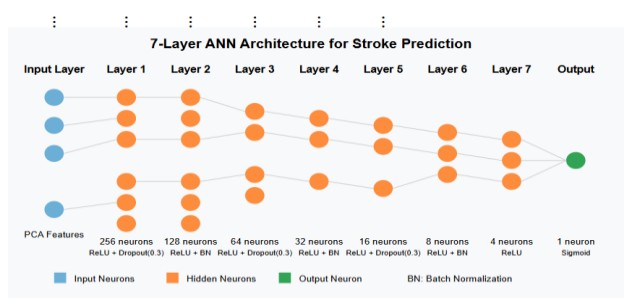 7-Layer ANN Architecture for Stroke Prediction
Input Layer Layer 1 Layer 2 Layer 3 Layer 4 Layer 5 Layer 6 Layer 7 Output
PCA Features
256 neurons 128 neurons 64 neurons 32 neurons 16 neurons 8 neurons 4 neurons 1 neuron
ReLU + Dropout(0.3) ReLU + BN ReLU + Dropout(0.3) ReLU + BN ReLU + Dropout(0.3) ReLU + BN ReLU Sigmoid
Input Neurons Hidden Neurons Output Neuron BN: Batch Normalization